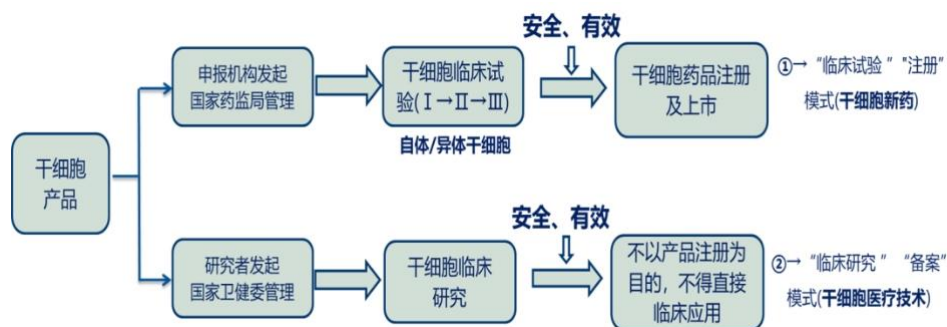 干细胞
产品
申报机构发起
国家药监局管理
干细胞临床试
验(Ⅰ→Ⅱ→Ⅲ)
自体/异体干细胞
安全、有效
干细胞药品注册
及上市
①→“临床试验 ” "注册”
模式(干细胞新药)
研究者发起
国家卫健委管理
干细胞临床
研究
安全、有效
不以产品注册为
目的，不得直接
临床应用
②→“临床研究 ” “备案”
模式(干细胞医疗技术)